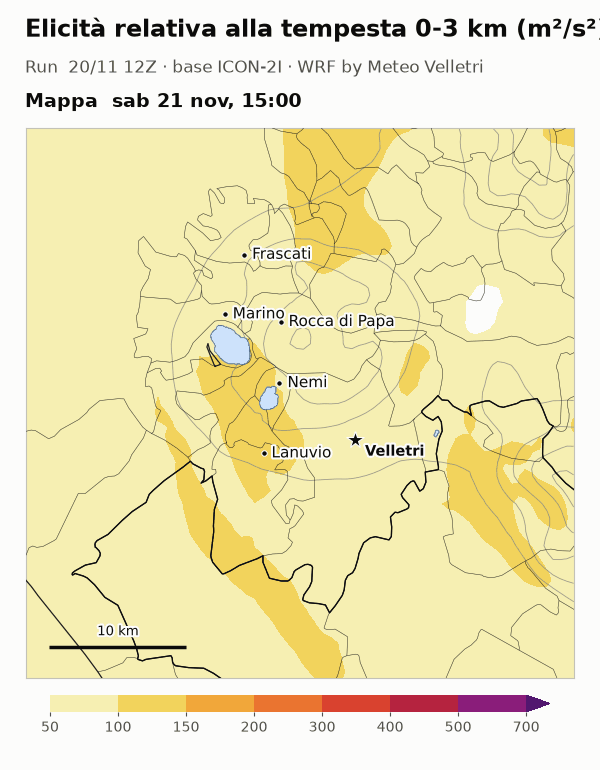 Elicità relativa alla tempesta 0-3 km (m²/s²)
Run 20/11 12Z · base ICON-2I · WRF by Meteo Velletri
Mappa sab 21 nov, 15:00
Frascati
Marino
Rocca di Papa
Nemi
Velletri
Lanuvio
10 km
50 100 150 200 300 400 500 700